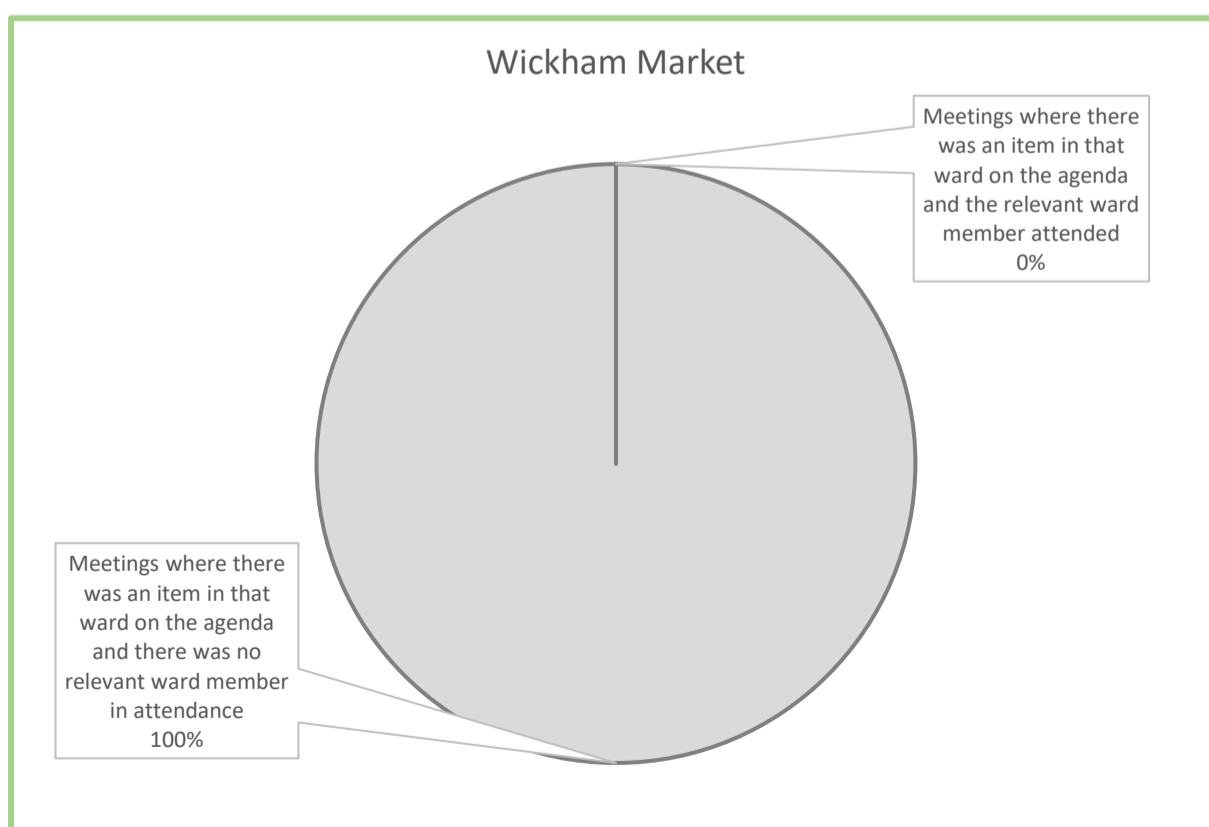 Wickham Market
Meetings where there
was an item in that
ward on the agenda
and the relevant ward
member attended
0%
Meetings where there
was an item in that
ward on the agenda
and there was no
relevant ward member
in attendance
100%